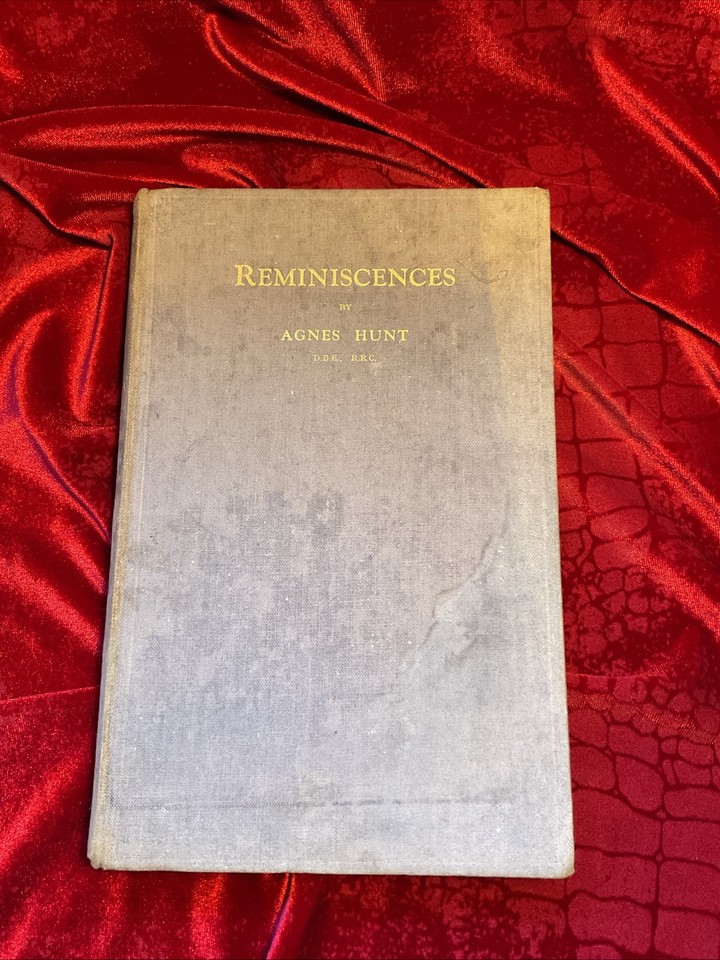 REMINISCENCES
BY
AGNES HUNT
D.B.E., R.R.C.